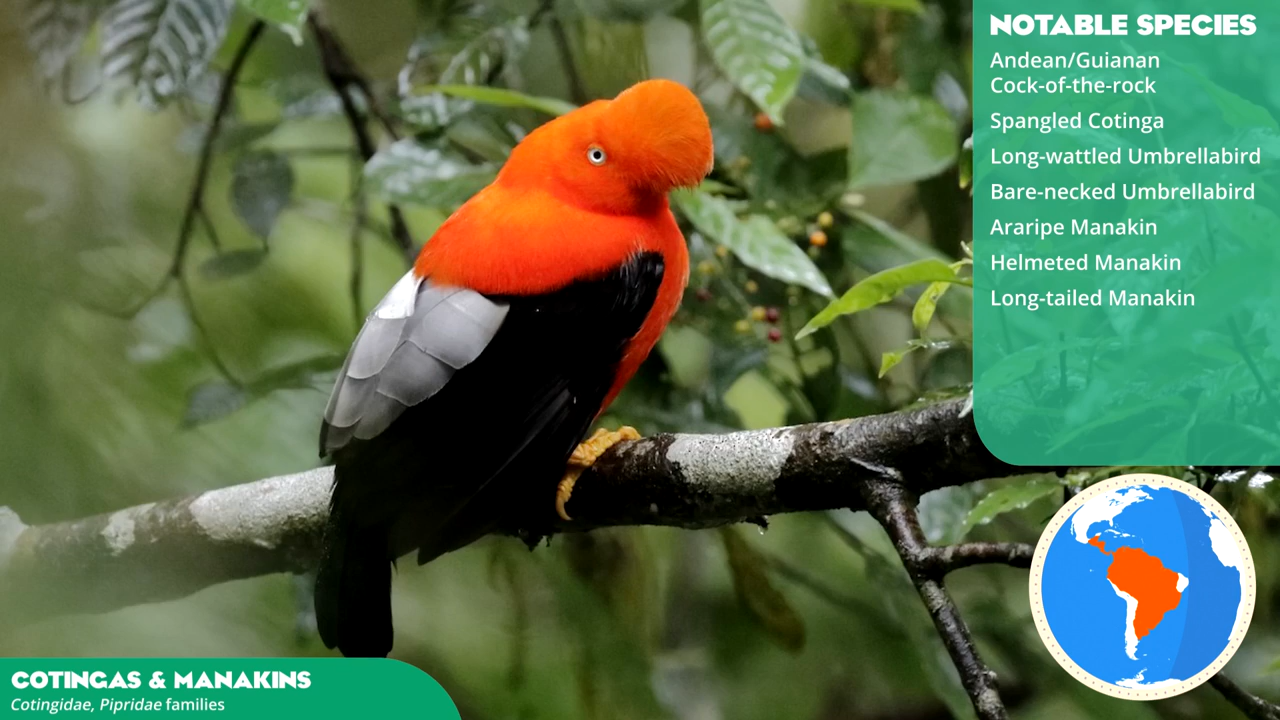 NOTABLE SPECIES
Andean/Guianan
Cock-of-the-rock
Spangled Cotinga
Long-wattled Umbrellabird
Bare-necked Umbrellabird
Araripe Manakin
Helmeted Manakin
Long-tailed Manakin
COTINGAS & MANAKINS
Cotingidae, Pipridae families